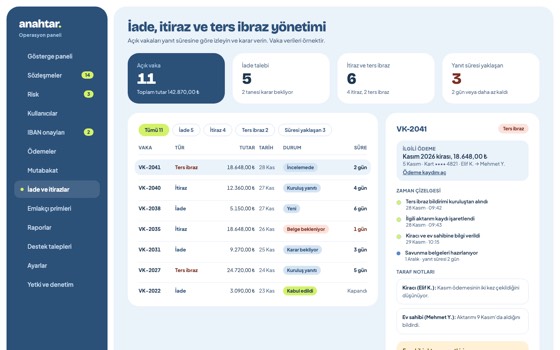 anahtar.
Operasyon paneli
Gösterge paneli
Sözleşmeler 14
Risk 3
Kullanıcılar
IBAN onayları 2
Ödemeler
Mutabakat
İade ve itirazlar
Emlakçı primleri
Raporlar
Destek talepleri
Ayarlar
Yetki ve denetim
İade, itiraz ve ters ibraz yönetimi
Açık vakaları yanıt süresine göre izleyin ve karar verin. Veriler örnektir.
Açık vaka
11
Toplam tutar 142.870,00 ₺
İade talebi
5
2 tanesi karar bekliyor
İtiraz ve ters ibraz
6
4 itiraz, 2 ters ibraz
Yanıt süresi yaklaşan
3
2 gün veya daha az kaldı
Tümü 11 İade 5 İtiraz 4 Ters ibraz 2 Süresi yaklaşan 3
VAKA TÜR TUTAR TARİH DURUM SÜRE
VK-2041 Ters ibraz 18.648,00 ₺ 28 Kas İncelemede 2 gün
VK-2040 İtiraz 12.360,00 ₺ 27 Kas Kuruluş yanıtı 4 gün
VK-2038 İade 5.150,00 ₺ 27 Kas Yeni 6 gün
VK-2035 İtiraz 18.648,00 ₺ 26 Kas Belge bekleniyor 1 gün
VK-2031 İade 9.270,00 ₺ 25 Kas Karar bekliyor 3 gün
VK-2027 Ters ibraz 24.720,00 ₺ 24 Kas Kuruluş yanıtı 5 gün
VK-2022 İade 3.090,00 ₺ 23 Kas Kabul edildi Kapandı
VK-2041 Ters ibraz
İLGİLİ ÖDEME
Kasım 2026 kirası, 18.648,00 ₺
5 Kasım · Kart •••• 4821 · Elif K. → Mehmet Y.
Ödeme kaydını aç
ZAMAN ÇİZELGESİ
Ters ibraz bildirimi kuruluştan alındı
28 Kasım · 09:42
İlgili aktarım kaydı işaretlendi
28 Kasım · 09:43
Kiracı ve ev sahibine bilgi verildi
29 Kasım · 10:15
Savunma belgeleri hazırlanıyor
1 Aralık · yanıt süresi 2 gün
TARAF NOTLARI
Kiracı (Elif K.): Kasım ödemesinin iki kez çekildiğini
düşünüyor.
Ev sahibi (Mehmet Y.): Aktarımı 9 Kasım'da aldığını
bildirdi.